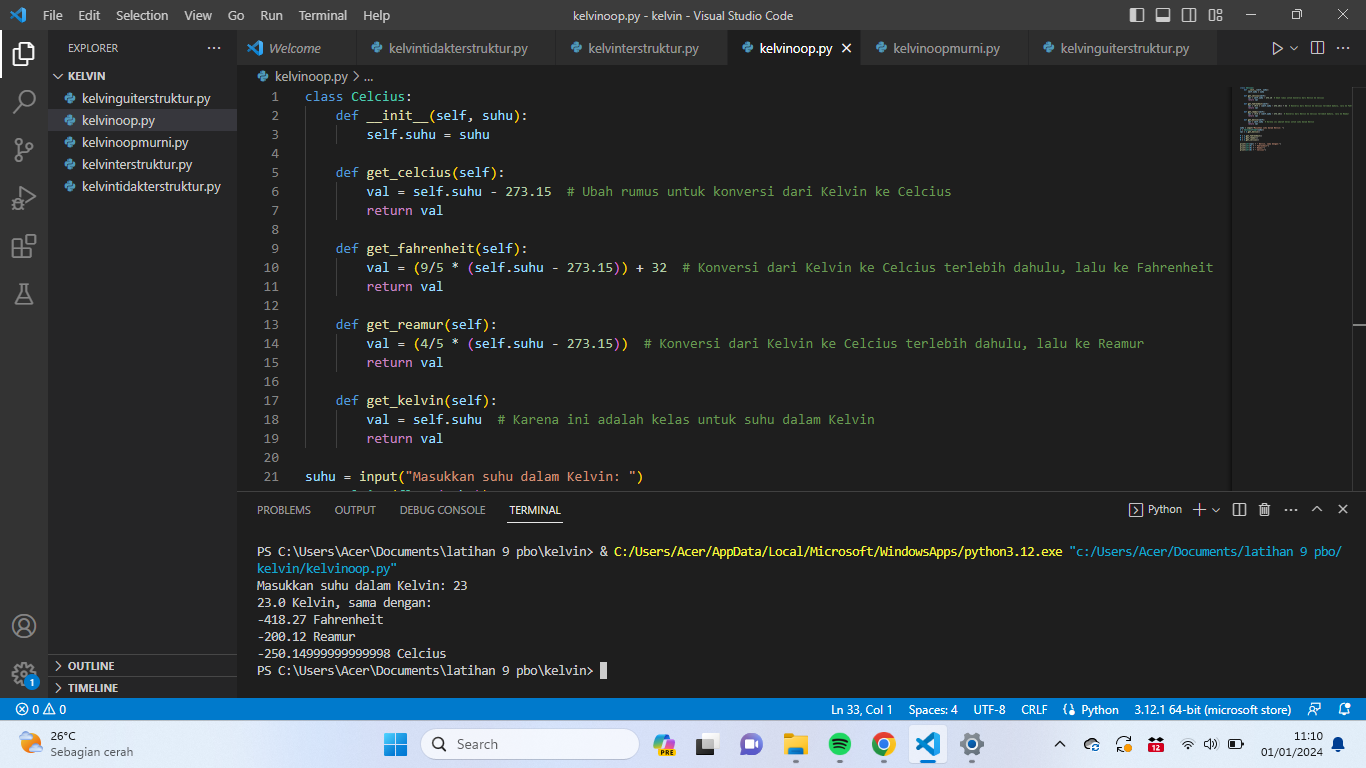 File Edit Selection View Go Run Terminal Help kelvinoop.py - kelvin - Visual Studio Code
EXPLORER
KELVIN
kelvinguiterstruktur.py
kelvinoop.py
kelvinoopmurni.py
kelvinterstruktur.py
kelvintidakterstruktur.py
OUTLINE
TIMELINE
Welcome kelvintidakterstruktur.py kelvinterstruktur.py kelvinoop.py kelvinoopmurni.py kelvinguiterstruktur.py
kelvinoop.py > ...
1 class Celcius:
2 def __init__(self, suhu):
3 self.suhu = suhu
4
5 def get_celcius(self):
6 val = self.suhu - 273.15 # Ubah rumus untuk konversi dari Kelvin ke Celcius
7 return val
8
9 def get_fahrenheit(self):
10 val = (9/5 * (self.suhu - 273.15)) + 32 # Konversi dari Kelvin ke Celcius terlebih dahulu, lalu ke Fahrenheit
11 return val
12
13 def get_reamur(self):
14 val = (4/5 * (self.suhu - 273.15)) # Konversi dari Kelvin ke Celcius terlebih dahulu, lalu ke Reamur
15 return val
16
17 def get_kelvin(self):
18 val = self.suhu # Karena ini adalah kelas untuk suhu dalam Kelvin
19 return val
20
21 suhu = input("Masukkan suhu dalam Kelvin: ")
PROBLEMS OUTPUT DEBUG CONSOLE TERMINAL Python
PS C:\Users\Acer\Documents\latihan 9 pbo\kelvin> & C:/Users/Acer/AppData/Local/Microsoft/WindowsApps/python3.12.exe "c:/Users/Acer/Documents/latihan 9 pbo/
kelvin/kelvinoop.py"
Masukkan suhu dalam Kelvin: 23
23.0 Kelvin, sama dengan:
-418.27 Fahrenheit
-200.12 Reamur
-250.14999999999998 Celcius
PS C:\Users\Acer\Documents\latihan 9 pbo\kelvin>
1
0 0 Ln 33, Col 1 Spaces: 4 UTF-8 CRLF Python 3.12.1 64-bit (microsoft store)
26°C
Sebagian cerah
Search
PRE
12
11:10
01/01/2024